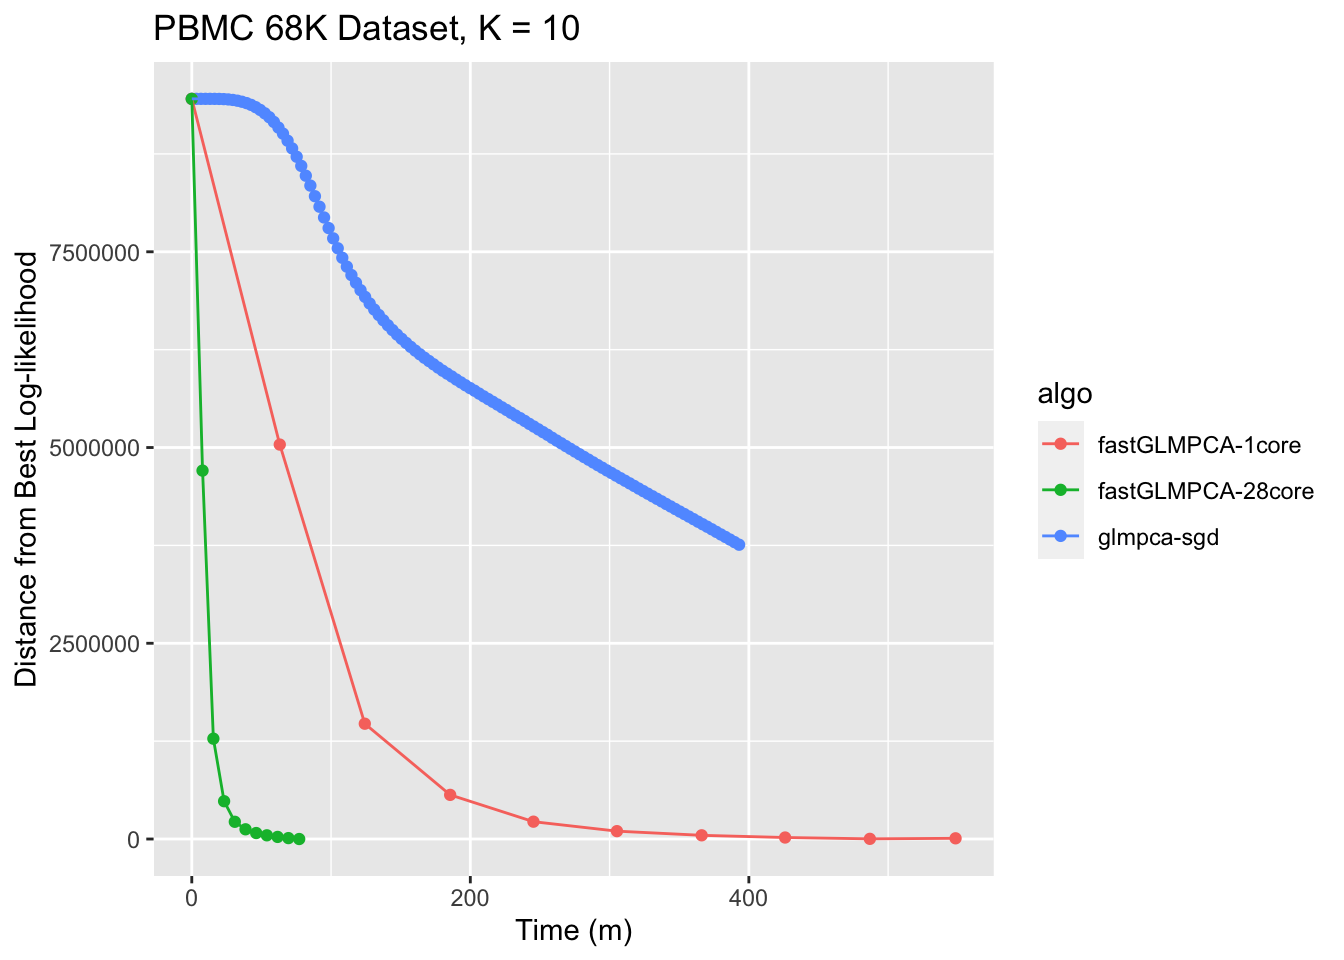 PBMC 68K Dataset, K = 10
Distance from Best Log-likelihood
7500000
5000000
2500000
0
0
200
400
Time (m)
algo
fastGLMPCA-1core
fastGLMPCA-28core
glmpca-sgd